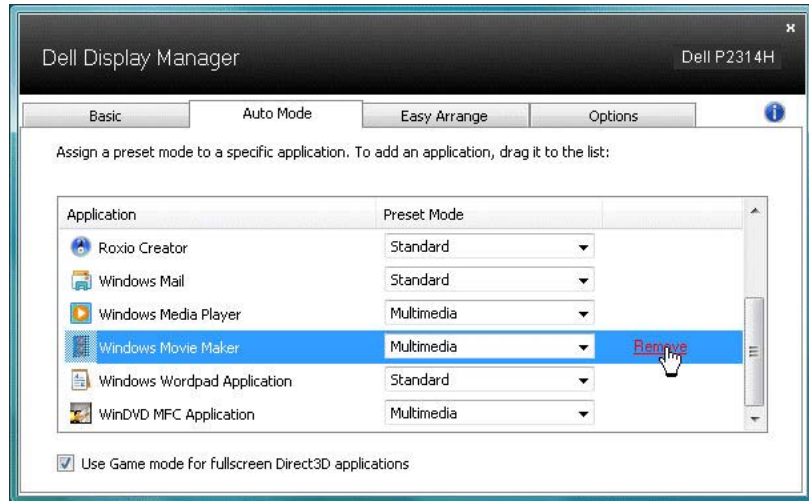 Dell Display Manager
Dell P2314H
Basic Auto Mode Easy Arrange Options
Assign a preset mode to a specific application. To add an application, drag it to the list:
Application Preset Mode
Roxio Creator Standard
Windows Mail Standard
Windows Media Player Multimedia
Windows Movie Maker Multimedia Remove
Windows Wordpad Application Standard
WinDVD MFC Application Multimedia
Use Game mode for fullscreen Direct3D applications